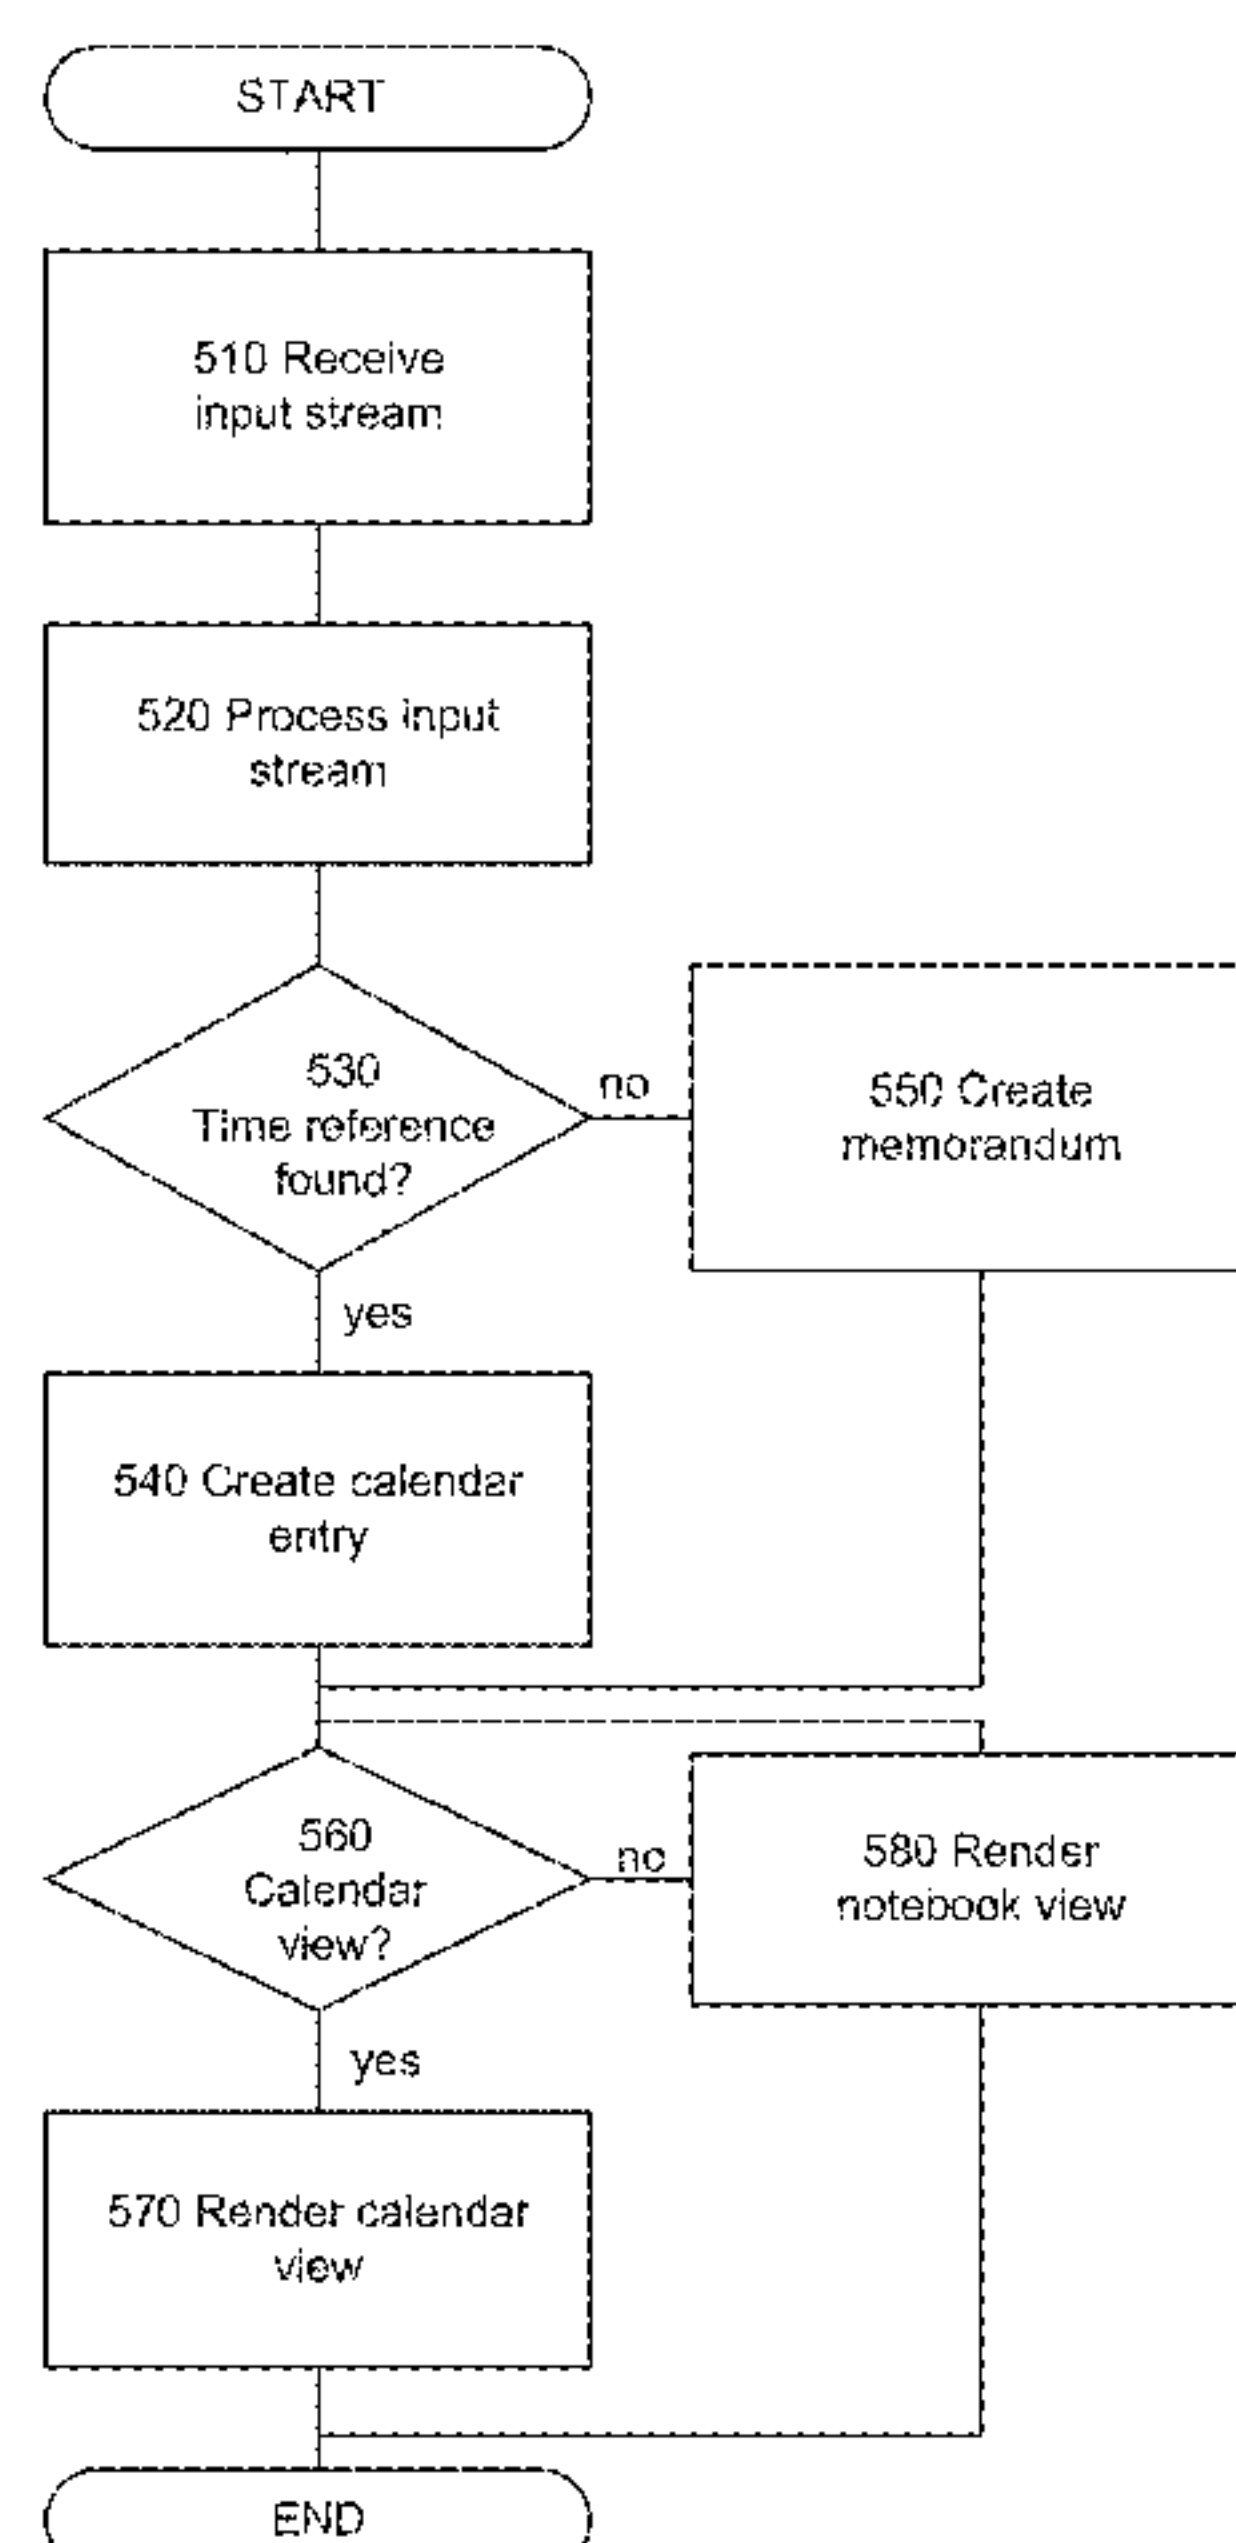 START
510 Receive
input stream
520 Process input
stream
530
Time reference
found?
no
550 Create
memorandum
yes
540 Create calendar
entry
560
Calendar
view?
no
580 Render
notebook view
yes
570 Render calendar
view
END